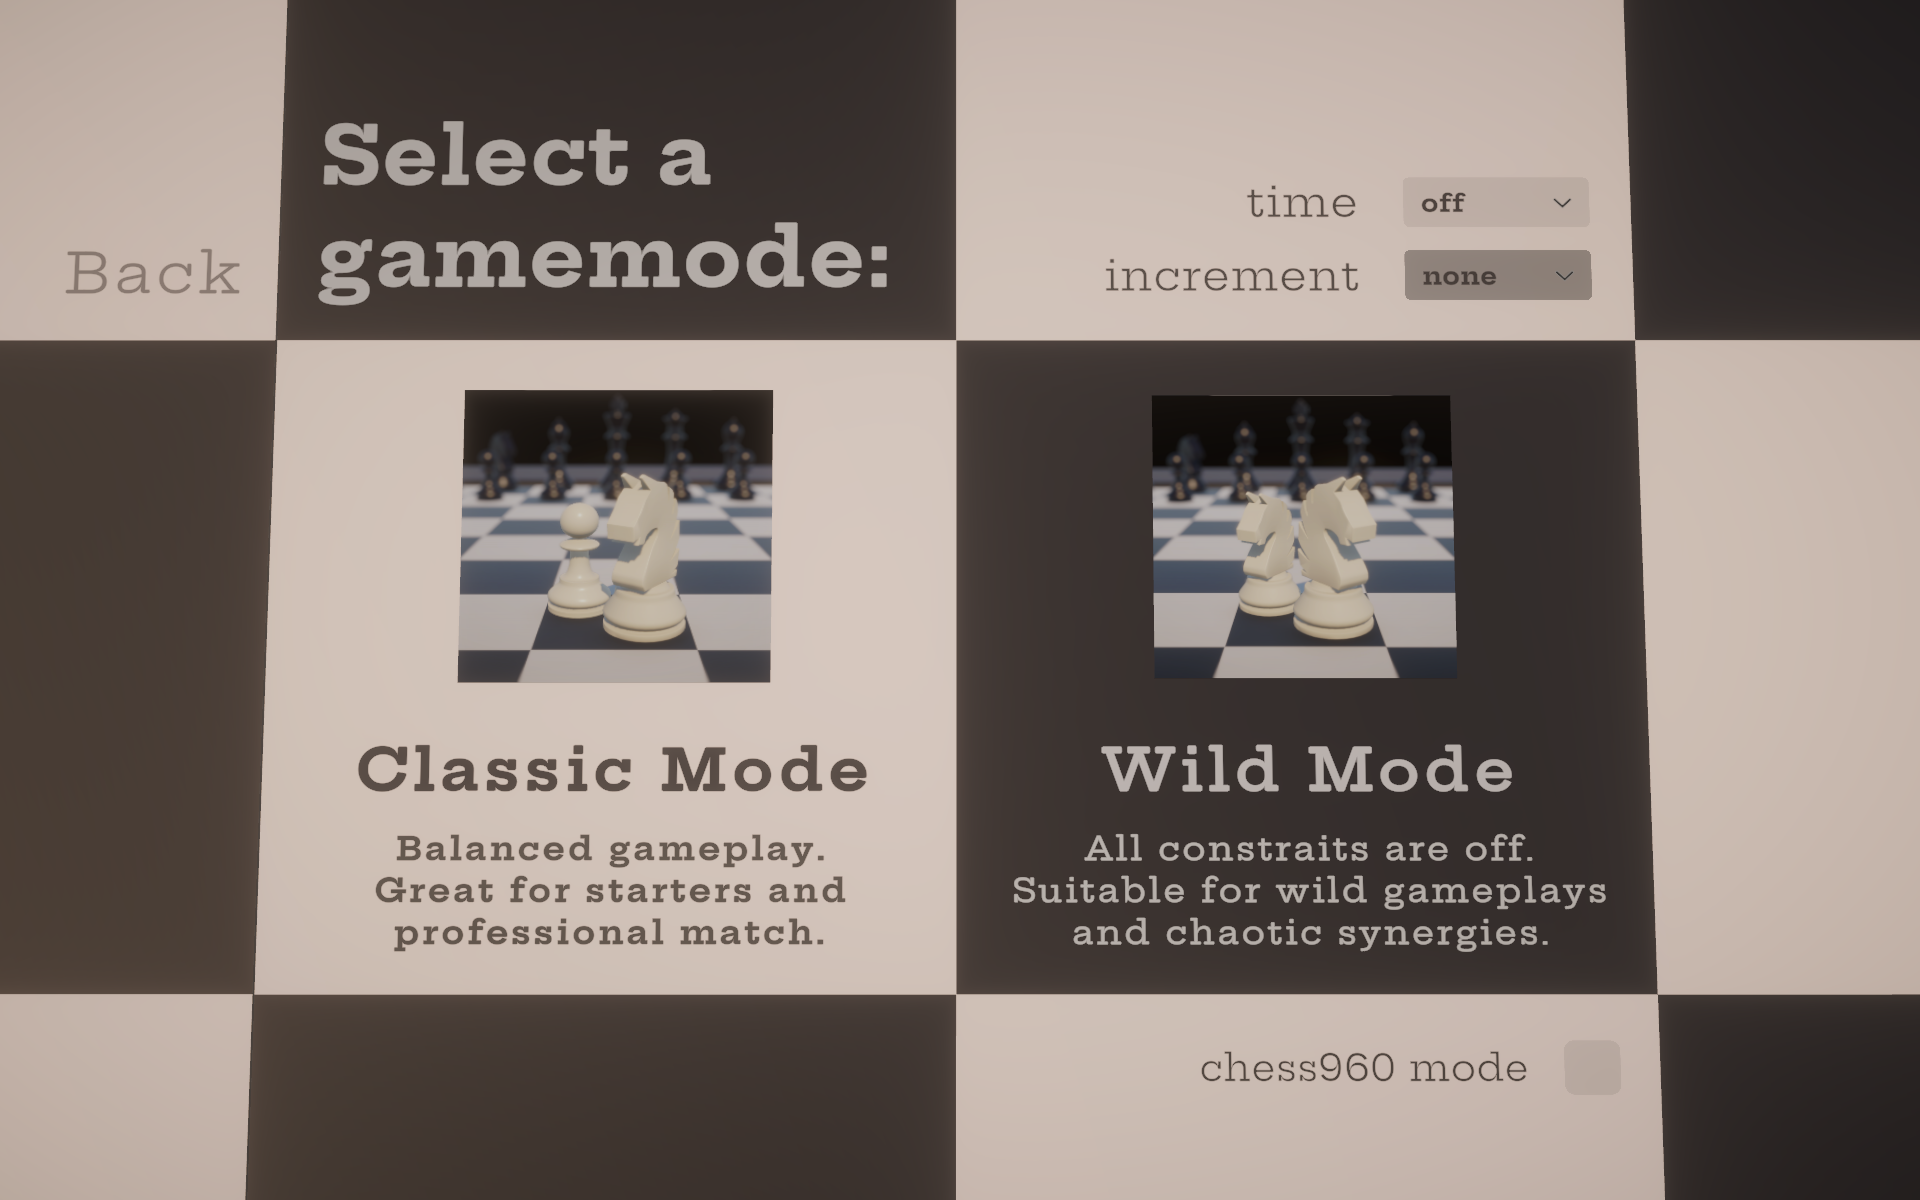 Select a
gamemode:
Back
time off
increment none
Classic Mode
Balanced gameplay.
Great for starters and
professional match.
Wild Mode
All constraits are off.
Suitable for wild gameplays
and chaotic synergies.
chess960 mode